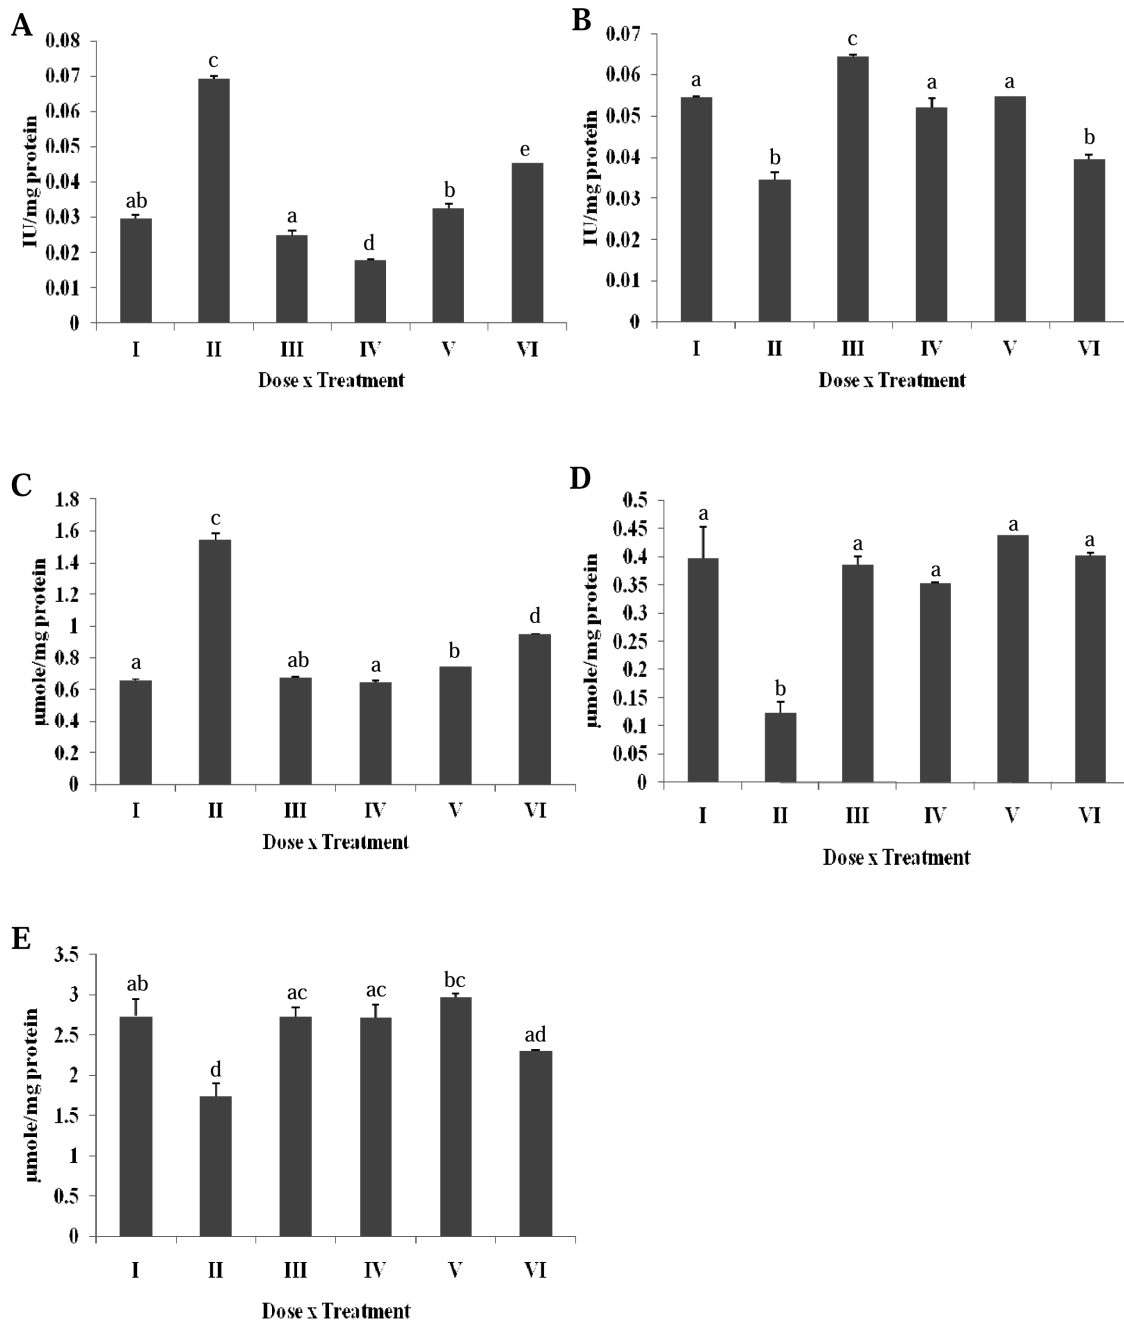 A
0.08
0.07
0.06
0.05
0.04
0.03
0.02
0.01
0
IU/mg protein
ab
c
a
d
b
e
I II III IV V VI
Dose x Treatment
B
0.07
0.06
0.05
0.04
0.03
0.02
0.01
0
IU/mg protein
a
b
c
a
a
b
I II III IV V VI
Dose x Treatment
C
1.8
1.6
1.4
1.2
1
0.8
0.6
0.4
0.2
0
µmole/mg protein
a
c
ab
a
b
d
I II III IV V VI
Dose x Treatment
D
0.5
0.45
0.4
0.35
0.3
0.25
0.2
0.15
0.1
0.05
0
µmole/mg protein
a
b
a
a
a
a
I II III IV V VI
Dose x Treatment
E
3.5
3
2.5
2
1.5
1
0.5
0
µmole/mg protein
ab
d
ac
ac
bc
ad
I II III IV V VI
Dose x Treatment